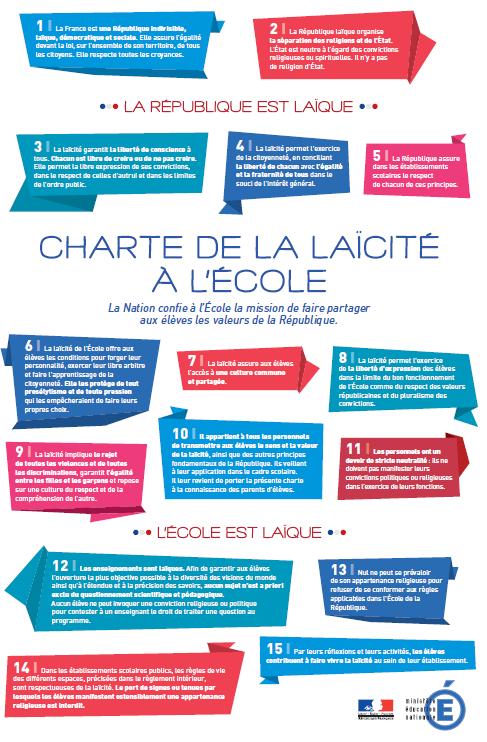 1 | La France est une République indivisible,
laïque, démocratique et sociale. Elle assure l'égalité
devant la loi, sur l'ensemble de son territoire, de tous
les citoyens. Elle respecte toutes les croyances.
2 | La République laïque organise
la séparation des religions et de l'État.
L'État est neutre à l'égard des convictions
religieuses ou spirituelles. Il n'y a pas
de religion d'État.
LA RÉPUBLIQUE EST LAÏQUE
3 | La laïcité garantit la liberté de conscience à
tous. Chacun est libre de croire ou de ne pas croire.
Elle permet la libre expression de ses convictions,
dans le respect de celles d'autrui et dans les limites
de l'ordre public.
4 | La laïcité permet l'exercice
de la citoyenneté, en conciliant
la liberté de chacun avec l'égalité
et la fraternité de tous dans le
souci de l'intérêt général.
5 | La République assure
dans les établissements
scolaires le respect
de chacun de ces principes.
CHARTE DE LA LAÏCITÉ
À L'ÉCOLE
La Nation confie à l'École la mission de faire partager
aux élèves les valeurs de la République.
6 | La laïcité de l'École offre aux
élèves les conditions pour forger leur
personnalité, exercer leur libre arbitre
et faire l'apprentissage de la
citoyenneté. Elle les protège de tout
prosélytisme et de toute pression
qui les empêcheraient de faire leurs
propres choix.
7 | La laïcité assure aux élèves
l'accès à une culture commune
et partagée.
8 | La laïcité permet l'exercice
de la liberté d'expression des élèves
dans la limite du bon fonctionnement
de l'École comme du respect des valeurs
républicaines et du pluralisme des
convictions.
9 | La laïcité implique le rejet
de toutes les violences et de toutes
les discriminations, garantit l'égalité
entre les filles et les garçons et repose
sur une culture du respect et de la
compréhension de l'autre.
10 | Il appartient à tous les personnels
de transmettre aux élèves le sens et la valeur
de la laïcité, ainsi que des autres principes
fondamentaux de la République. Ils veillent
à leur application dans le cadre scolaire.
Il leur revient de porter la présente charte
à la connaissance des parents d'élèves.
11 | Les personnels ont un
devoir de stricte neutralité : ils ne
doivent pas manifester leurs
convictions politiques ou religieuses
dans l'exercice de leurs fonctions.
L'ÉCOLE EST LAÏQUE
12 | Les enseignements sont laïques. Afin de garantir aux élèves
l'ouverture la plus objective possible à la diversité des visions du monde
ainsi qu'à l'étendue et à la précision des savoirs, aucun sujet n'est a priori
exclu du questionnement scientifique et pédagogique.
Aucun élève ne peut invoquer une conviction religieuse ou politique
pour contester à un enseignant le droit de traiter une question au
programme.
13 | Nul ne peut se prévaloir
de son appartenance religieuse pour
refuser de se conformer aux règles
applicables dans l'École de la
République.
14 | Dans les établissements scolaires publics, les règles de vie
des différents espaces, précisées dans le règlement intérieur,
sont respectueuses de la laïcité. Le port de signes ou tenues par
lesquels les élèves manifestent ostensiblement une appartenance
religieuse est interdit.
15 | Par leurs réflexions et leurs activités, les élèves
contribuent à faire vivre la laïcité au sein de leur établissement.
RÉPUBLIQUE FRANÇAISE
ministère
éducation
nationale
É